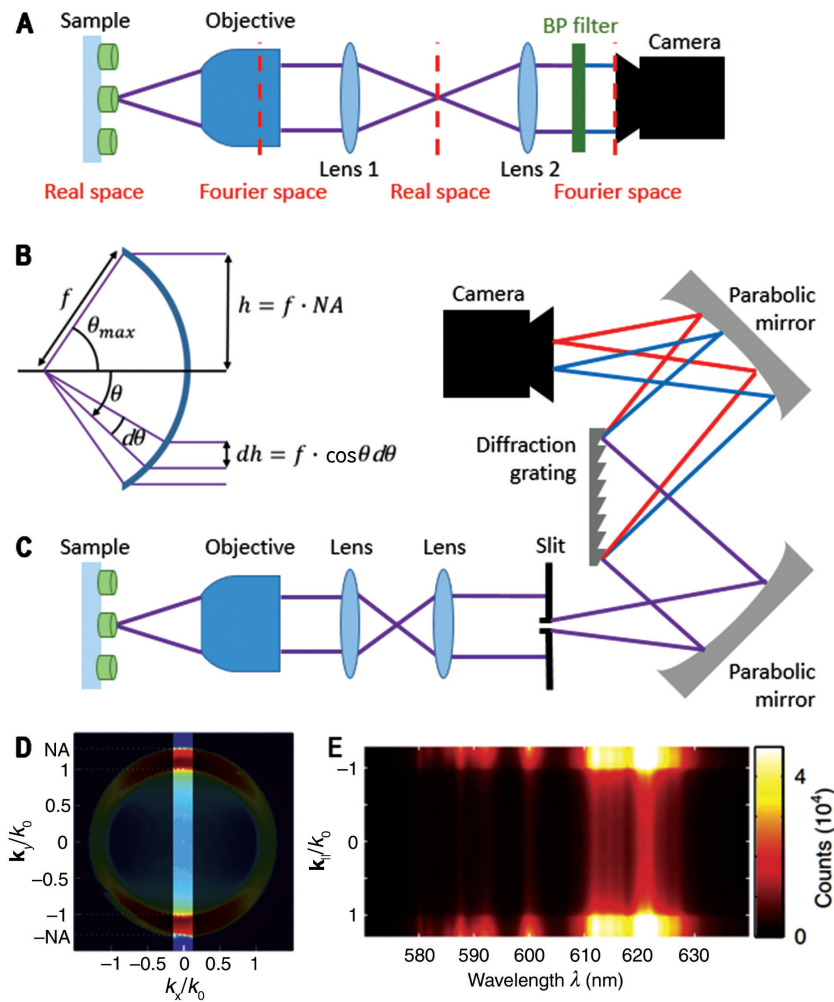 A
Sample
Objective
BP filter
Camera
Lens 1
Lens 2
Real space
Fourier space
Real space
Fourier space
B
f
θmax
θ
dθ
h = f · NA
dh = f · cosθ dθ
Camera
Parabolic
mirror
Diffraction
grating
C
Sample
Objective
Lens
Lens
Slit
Parabolic
mirror
D
NA
1
0.5
0
−0.5
−1
−NA
ky/k0
−1
−0.5
0
0.5
1
kx/k0
E
-1
0
1
k||/k0
580
590
600
610
620
630
Wavelength λ (nm)
4
0
Counts (10⁴)